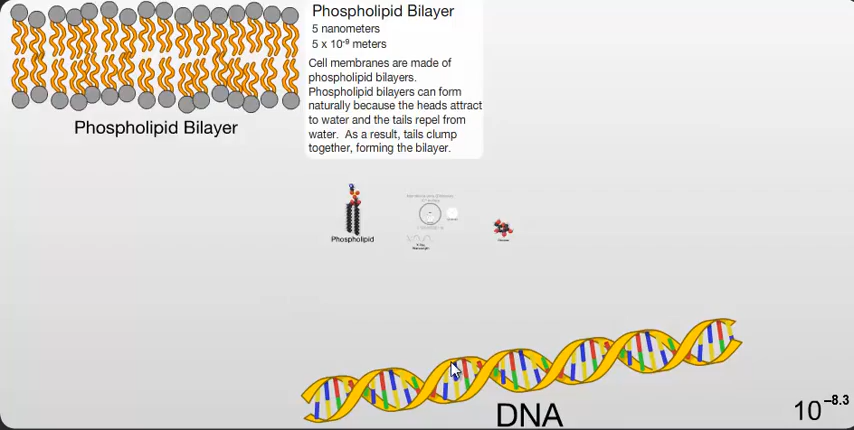 Phospholipid Bilayer
5 nanometers
5 x 10⁻⁹ meters
Cell membranes are made of
phospholipid bilayers.
Phospholipid bilayers can form
naturally because the heads attract
to water and the tails repel from
water. As a result, tails clump
together, forming the bilayer.
Phospholipid Bilayer
Phospholipid
DNA
10⁻⁸·³